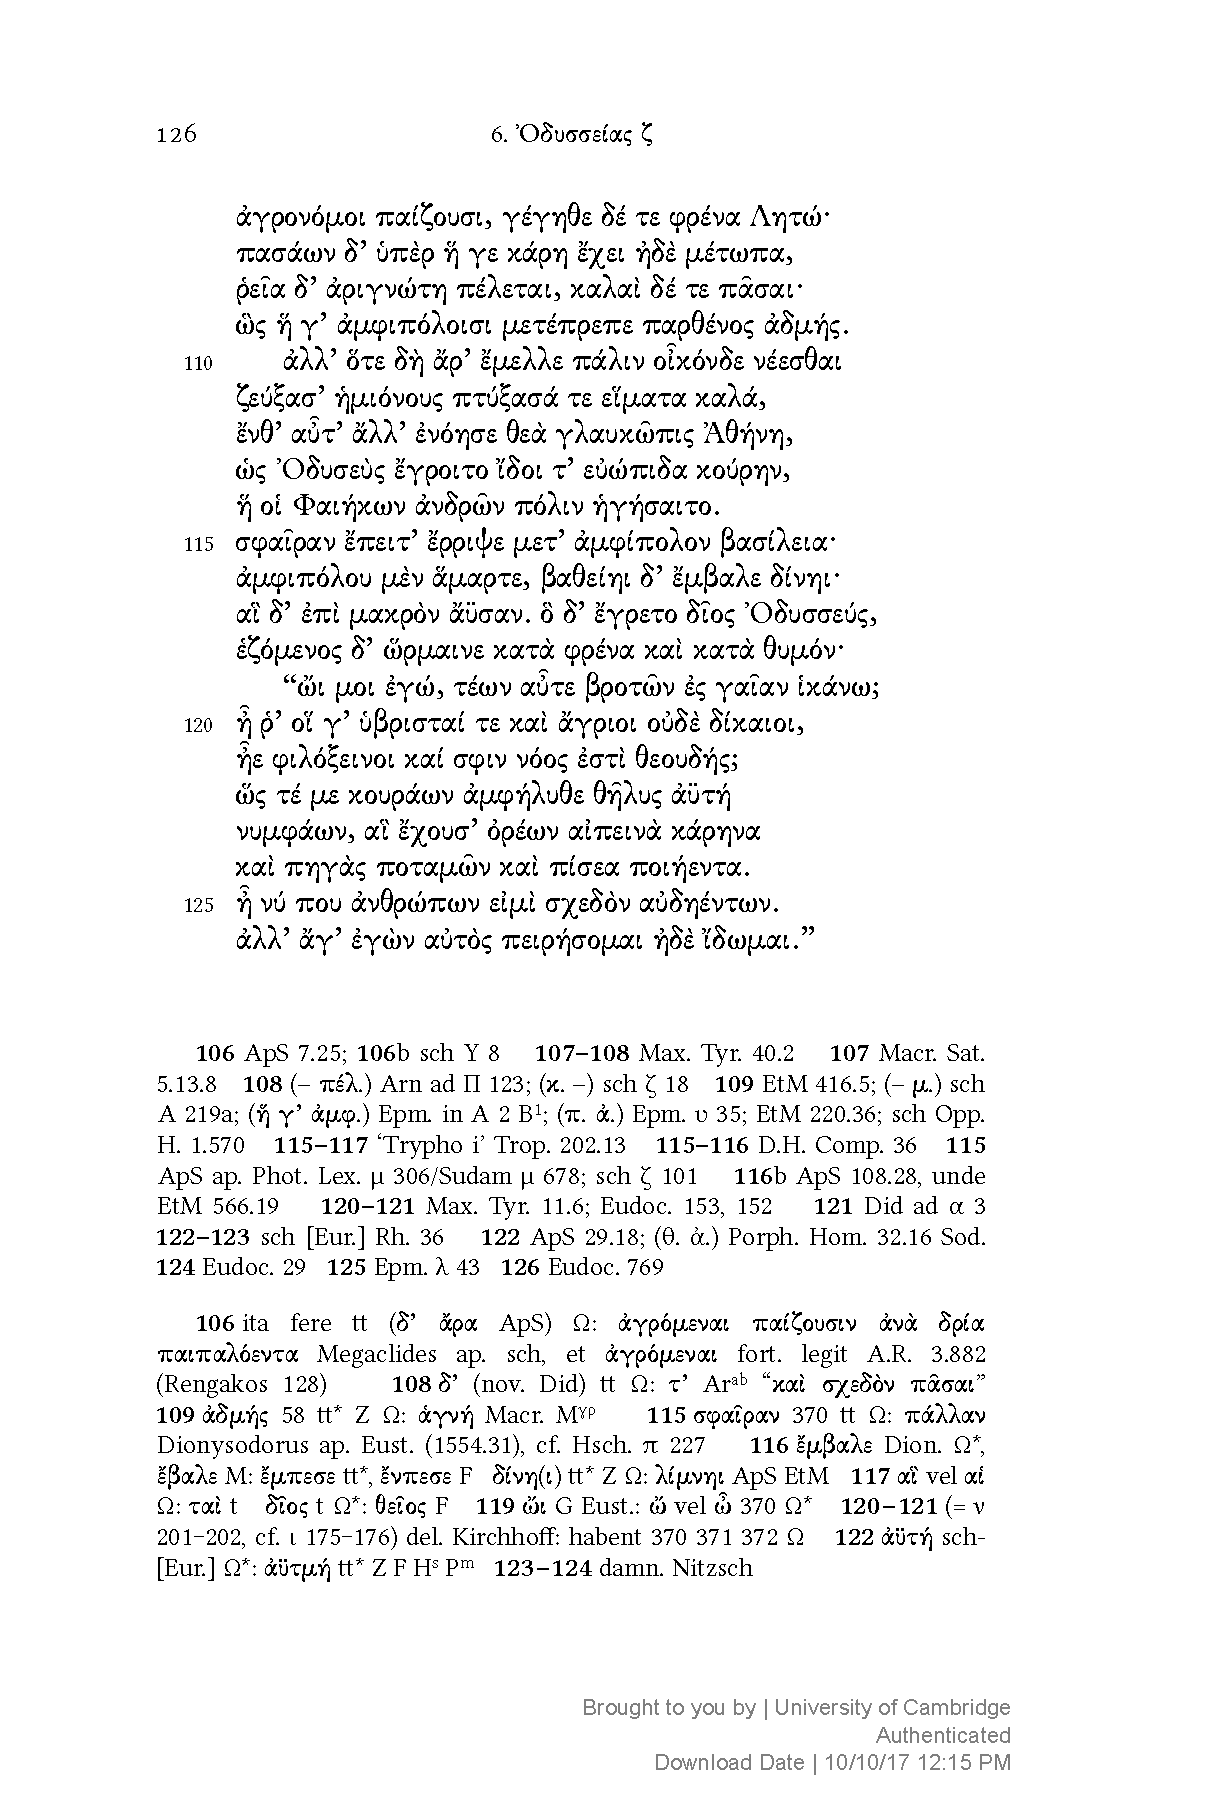 126 6. Ὀδυσσείας ζ
ἀγρονόμοι παίζουσι, γέγηθε δέ τε φρένα Λητώ·
πασάων δ’ ὑπὲρ ἥ γε κάρη ἔχει ἠδὲ μέτωπα,
ῥεῖα δ’ ἀριγνώτη πέλεται, καλαὶ δέ τε πᾶσαι·
ὣς ἥ γ’ ἀμφιπόλοισι μετέπρεπε παρθένος ἀδμής.
110 ἀλλ’ ὅτε δὴ ἄρ’ ἔμελλε πάλιν οἶκόνδε νέεσθαι
ζεύξασ’ ἡμιόνους πτύξασά τε εἵματα καλά,
ἔνθ’ αὖτ’ ἄλλ’ ἐνόησε θεὰ γλαυκῶπις Ἀθήνη,
ὡς Ὀδυσεὺς ἔγροιτο ἴδοι τ’ εὐώπιδα κούρην,
ἥ οἱ Φαιήκων ἀνδρῶν πόλιν ἡγήσαιτο.
115 σφαῖραν ἔπειτ’ ἔρριψε μετ’ ἀμφίπολον βασίλεια·
ἀμφιπόλου μὲν ἅμαρτε, βαθείηι δ’ ἔμβαλε δίνηι·
αἳ δ’ ἐπὶ μακρὸν ἄϋσαν. ὃ δ’ ἔγρετο δῖος Ὀδυσσεύς,
ἑζόμενος δ’ ὥρμαινε κατὰ φρένα καὶ κατὰ θυμόν·
“ὤι μοι ἐγώ, τέων αὖτε βροτῶν ἐς γαῖαν ἱκάνω;
120 ἦ ῥ’ οἵ γ’ ὑβρισταί τε καὶ ἄγριοι οὐδὲ δίκαιοι,
ἦε φιλόξεινοι καί σφιν νόος ἐστὶ θεουδής;
ὥς τέ με κουράων ἀμφήλυθε θῆλυς ἀϋτή
νυμφάων, αἳ ἔχουσ’ ὀρέων αἰπεινὰ κάρηνα
καὶ πηγὰς ποταμῶν καὶ πίσεα ποιήεντα.
125 ἦ νύ που ἀνθρώπων εἰμὶ σχεδὸν αὐδηέντων.
ἀλλ’ ἄγ’ ἐγὼν αὐτὸς πειρήσομαι ἠδὲ ἴδωμαι.”
106 ApS 7.25; 106b sch Υ 8 107–108 Max. Tyr. 40.2 107 Macr. Sat.
5.13.8 108 (– πέλ.) Arn ad Π 123; (κ. –) sch ζ 18 109 EtM 416.5; (– μ.) sch
Α 219a; (ἥ γ’ ἀμφ.) Epm. in Α 2 B¹; (π. ἀ.) Epm. υ 35; EtM 220.36; sch Opp.
H. 1.570 115–117 ‘Trypho i’ Trop. 202.13 115–116 D.H. Comp. 36 115
ApS ap. Phot. Lex. μ 306/Sudam μ 678; sch ζ 101 116b ApS 108.28, unde
EtM 566.19 120–121 Max. Tyr. 11.6; Eudoc. 153, 152 121 Did ad α 3
122–123 sch [Eur.] Rh. 36 122 ApS 29.18; (θ. ἀ.) Porph. Hom. 32.16 Sod.
124 Eudoc. 29 125 Epm. λ 43 126 Eudoc. 769
106 ita fere tt (δ’ ἄρα ApS) Ω: ἀγρόμεναι παίζουσιν ἀνὰ δρία
παιπαλόεντα Megaclides ap. sch, et ἀγρόμεναι fort. legit A.R. 3.882
(Rengakos 128) 108 δ’ (nov. Did) tt Ω: τ’ Arᵃᵇ “καὶ σχεδὸν πᾶσαι”
109 ἀδμής 58 tt* Z Ω: ἁγνή Macr. Mᵞᵖ 115 σφαῖραν 370 tt Ω: πάλλαν
Dionysodorus ap. Eust. (1554.31), cf. Hsch. π 227 116 ἔμβαλε Dion. Ω*,
ἔβαλε M: ἔμπεσε tt*, ἔνπεσε F δίνη(ι) tt* Z Ω: λίμνηι ApS EtM 117 αἳ vel αἱ
Ω: ταὶ t δῖος t Ω*: θεῖος F 119 ὤι G Eust.: ὤ vel ὦ 370 Ω* 120–121 (= ν
201–202, cf. ι 175–176) del. Kirchhoff: habent 370 371 372 Ω 122 ἀϋτή sch-
[Eur.] Ω*: ἀϋτμή tt* Z F Hˢ Pᵐ 123–124 damn. Nitzsch
Brought to you by | University of Cambridge
Authenticated
Download Date | 10/10/17 12:15 PM